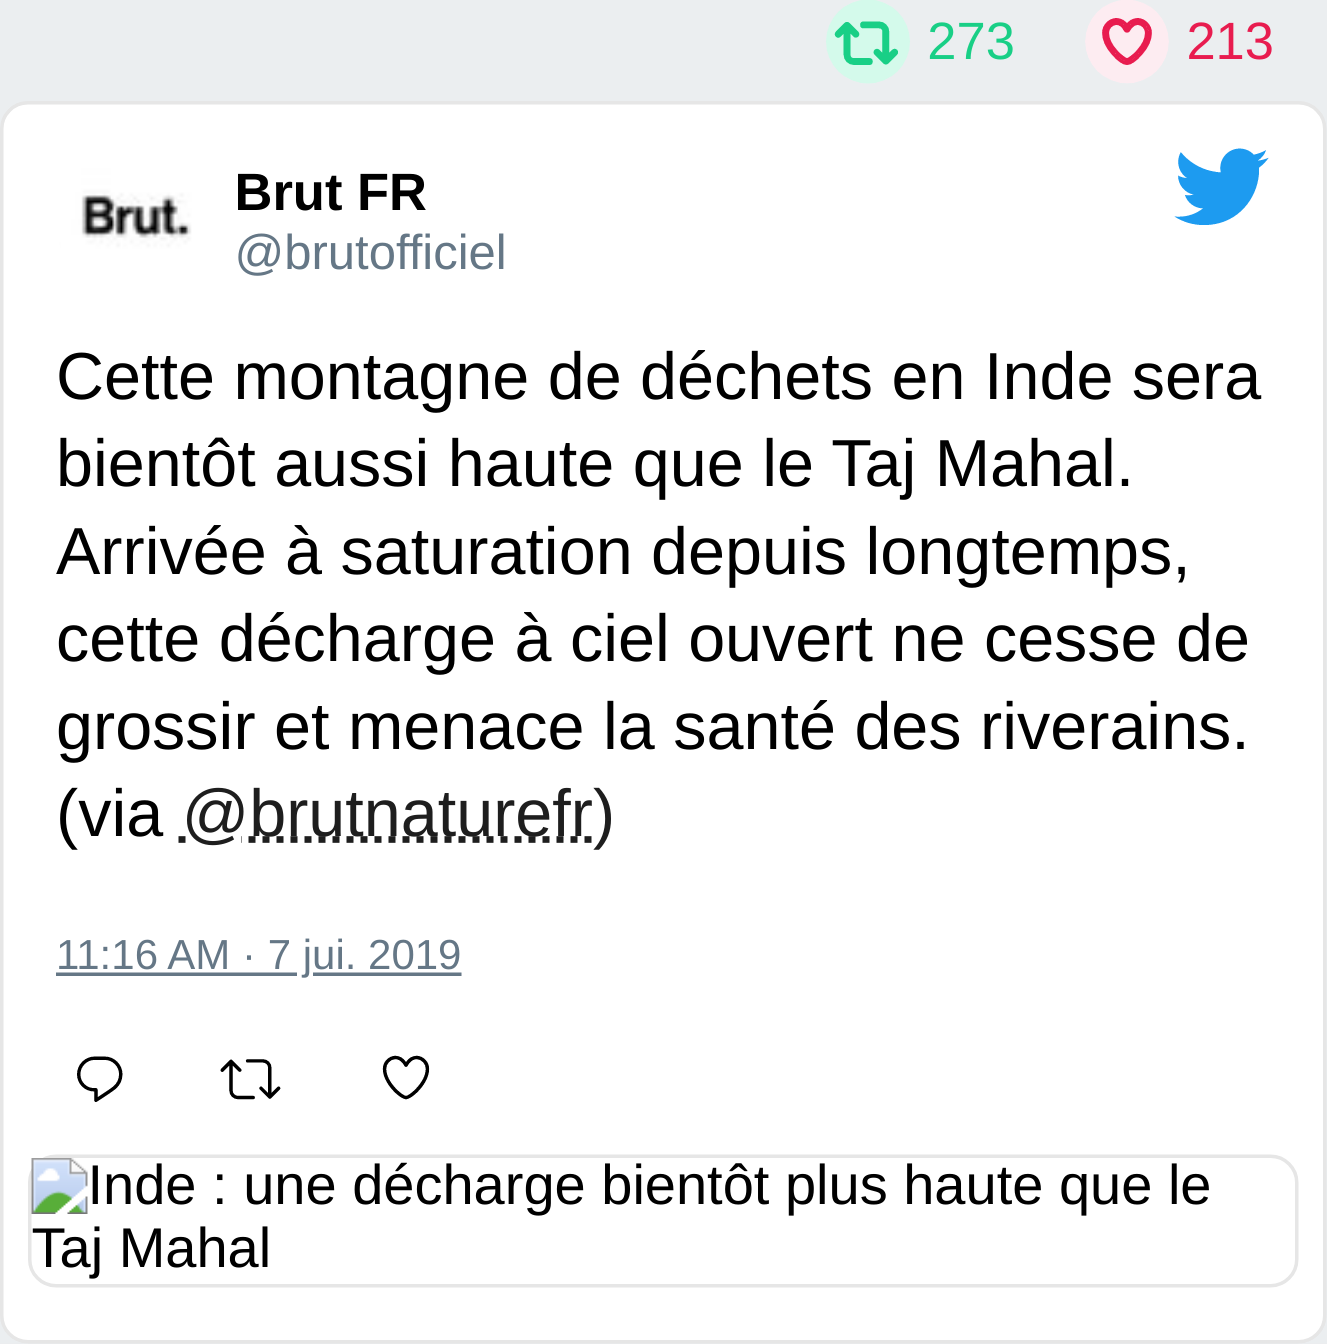 273 213
Brut.
Brut FR
@brutofficiel
Cette montagne de déchets en Inde sera
bientôt aussi haute que le Taj Mahal.
Arrivée à saturation depuis longtemps,
cette décharge à ciel ouvert ne cesse de
grossir et menace la santé des riverains.
(via @brutnaturefr)
11:16 AM · 7 jui. 2019
Inde : une décharge bientôt plus haute que le
Taj Mahal